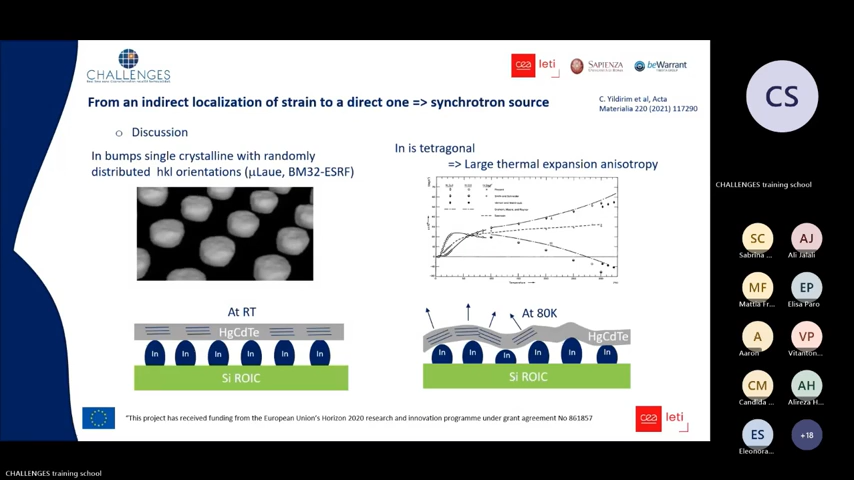 CHALLENGES
cea leti
SAPIENZA
beWarrant
From an indirect localization of strain to a direct one => synchrotron source
C. Yildirim et al, Acta
Materialia 220 (2021) 117290
o Discussion
In bumps single crystalline with randomly
distributed hkl orientations (µLaue, BM32-ESRF)
In is tetragonal
=> Large thermal expansion anisotropy
At RT
HgCdTe
In In In In In In
Si ROIC
At 80K
HgCdTe
In In In In In In
Si ROIC
"This project has received funding from the European Union's Horizon 2020 research and innovation programme under grant agreement No 861857
cea leti
CS
CHALLENGES training school
SC
Sabrina ...
AJ
Ali Jalali
MF
Mattia Fr...
EP
Elisa Paro
A
Aaron
VP
Vitanton...
CM
Candida ...
AH
Alireza H...
ES
Eleonora...
+18
CHALLENGES training school